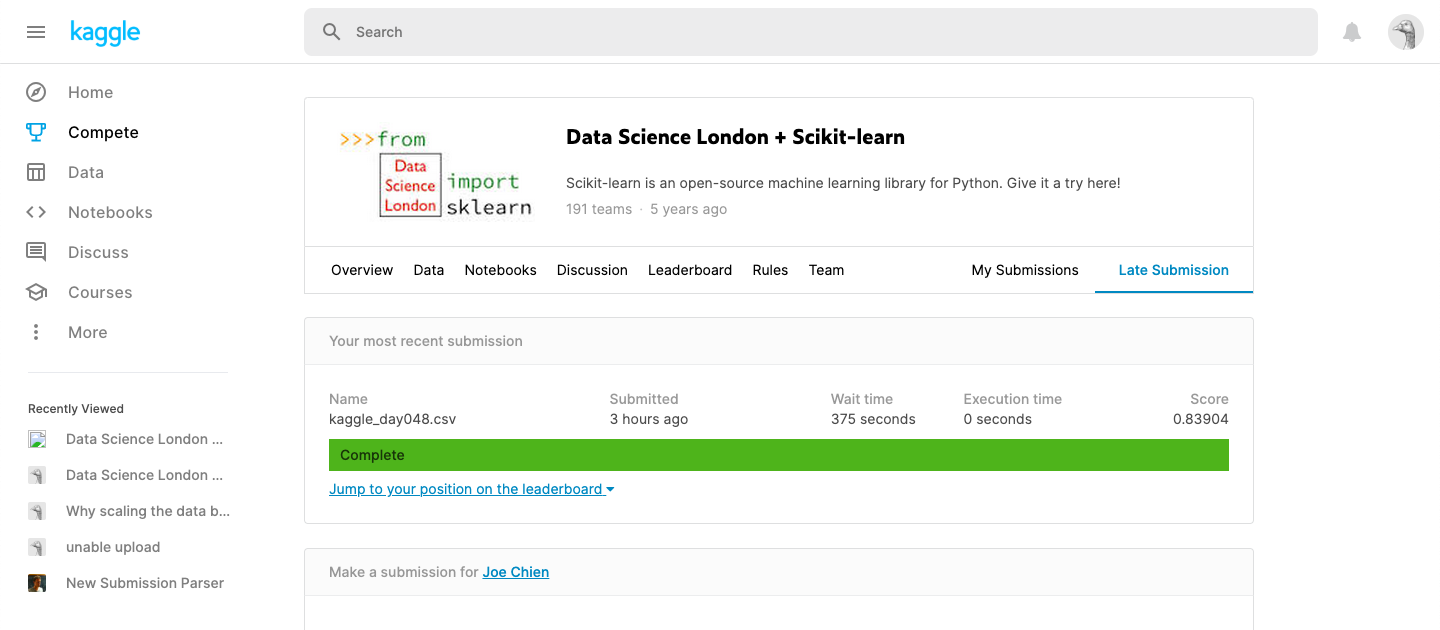 kaggle
Search
Home
Compete
Data
Notebooks
Discuss
Courses
More
Recently Viewed
Data Science London ...
Data Science London ...
Why scaling the data b...
unable upload
New Submission Parser
>>>from
Data
Science
London
import
sklearn
Data Science London + Scikit-learn
Scikit-learn is an open-source machine learning library for Python. Give it a try here!
191 teams · 5 years ago
Overview Data Notebooks Discussion Leaderboard Rules Team My Submissions Late Submission
Your most recent submission
Name Submitted Wait time Execution time Score
kaggle_day048.csv 3 hours ago 375 seconds 0 seconds 0.83904
Complete
Jump to your position on the leaderboard
Make a submission for Joe Chien